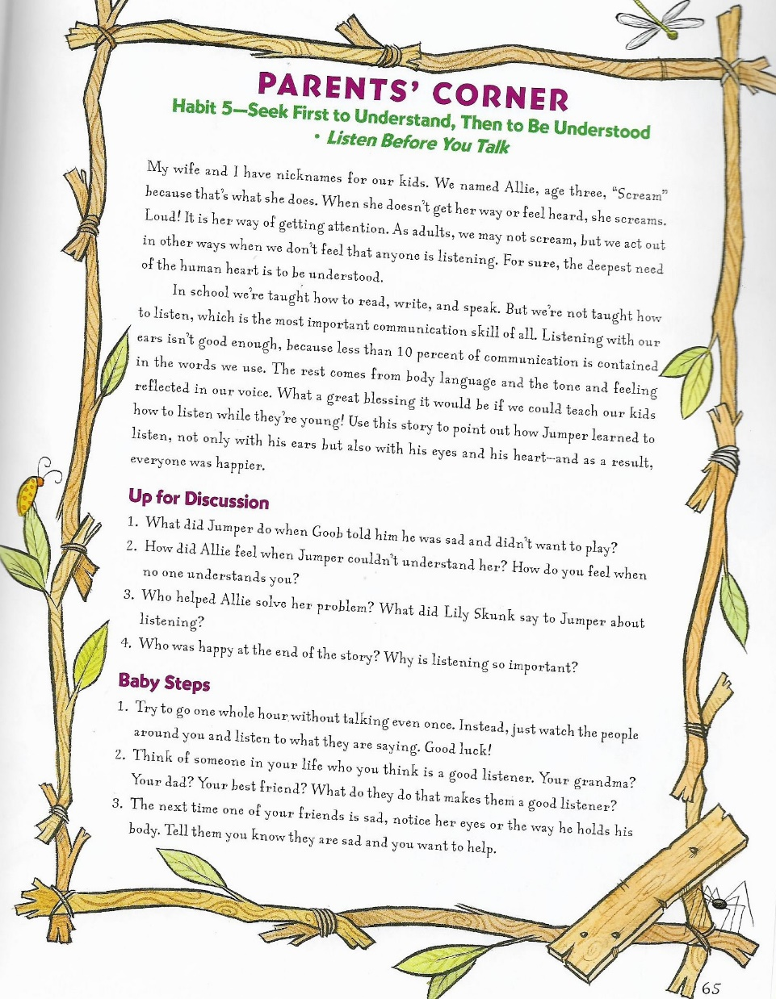 PARENTS' CORNER
Habit 5—Seek First to Understand, Then to Be Understood
• Listen Before You Talk
My wife and I have nicknames for our kids. We named Allie, age three, “Scream”
because that's what she does. When she doesn't get her way or feel heard, she screams.
Loud! It is her way of getting attention. As adults, we may not scream, but we act out
in other ways when we don't feel that anyone is listening. For sure, the deepest need
of the human heart is to be understood.
In school we're taught how to read, write, and speak. But we're not taught how
to listen, which is the most important communication skill of all. Listening with our
ears isn't good enough, because less than 10 percent of communication is contained
in the words we use. The rest comes from body language and the tone and feeling
reflected in our voice. What a great blessing it would be if we could teach our kids
how to listen while they're young! Use this story to point out how Jumper learned to
listen, not only with his ears but also with his eyes and his heart—and as a result,
everyone was happier.
Up for Discussion
1. What did Jumper do when Goob told him he was sad and didn't want to play?
2. How did Allie feel when Jumper couldn't understand her? How do you feel when
no one understands you?
3. Who helped Allie solve her problem? What did Lily Skunk say to Jumper about
listening?
4. Who was happy at the end of the story? Why is listening so important?
Baby Steps
1. Try to go one whole hour without talking even once. Instead, just watch the people
around you and listen to what they are saying. Good luck!
2. Think of someone in your life who you think is a good listener. Your grandma?
Your dad? Your best friend? What do they do that makes them a good listener?
3. The next time one of your friends is sad, notice her eyes or the way he holds his
body. Tell them you know they are sad and you want to help.
65